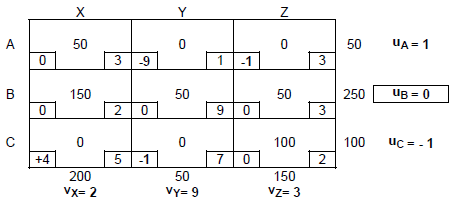 X Y Z
A 50 0 0 50 uA = 1
0 3 -9 1 -1 3
B 150 50 50 250 uB = 0
0 2 0 9 0 3
C 0 0 100 100 uC = - 1
+4 5 -1 7 0 2
200 50 150
vX= 2 vY= 9 vZ= 3